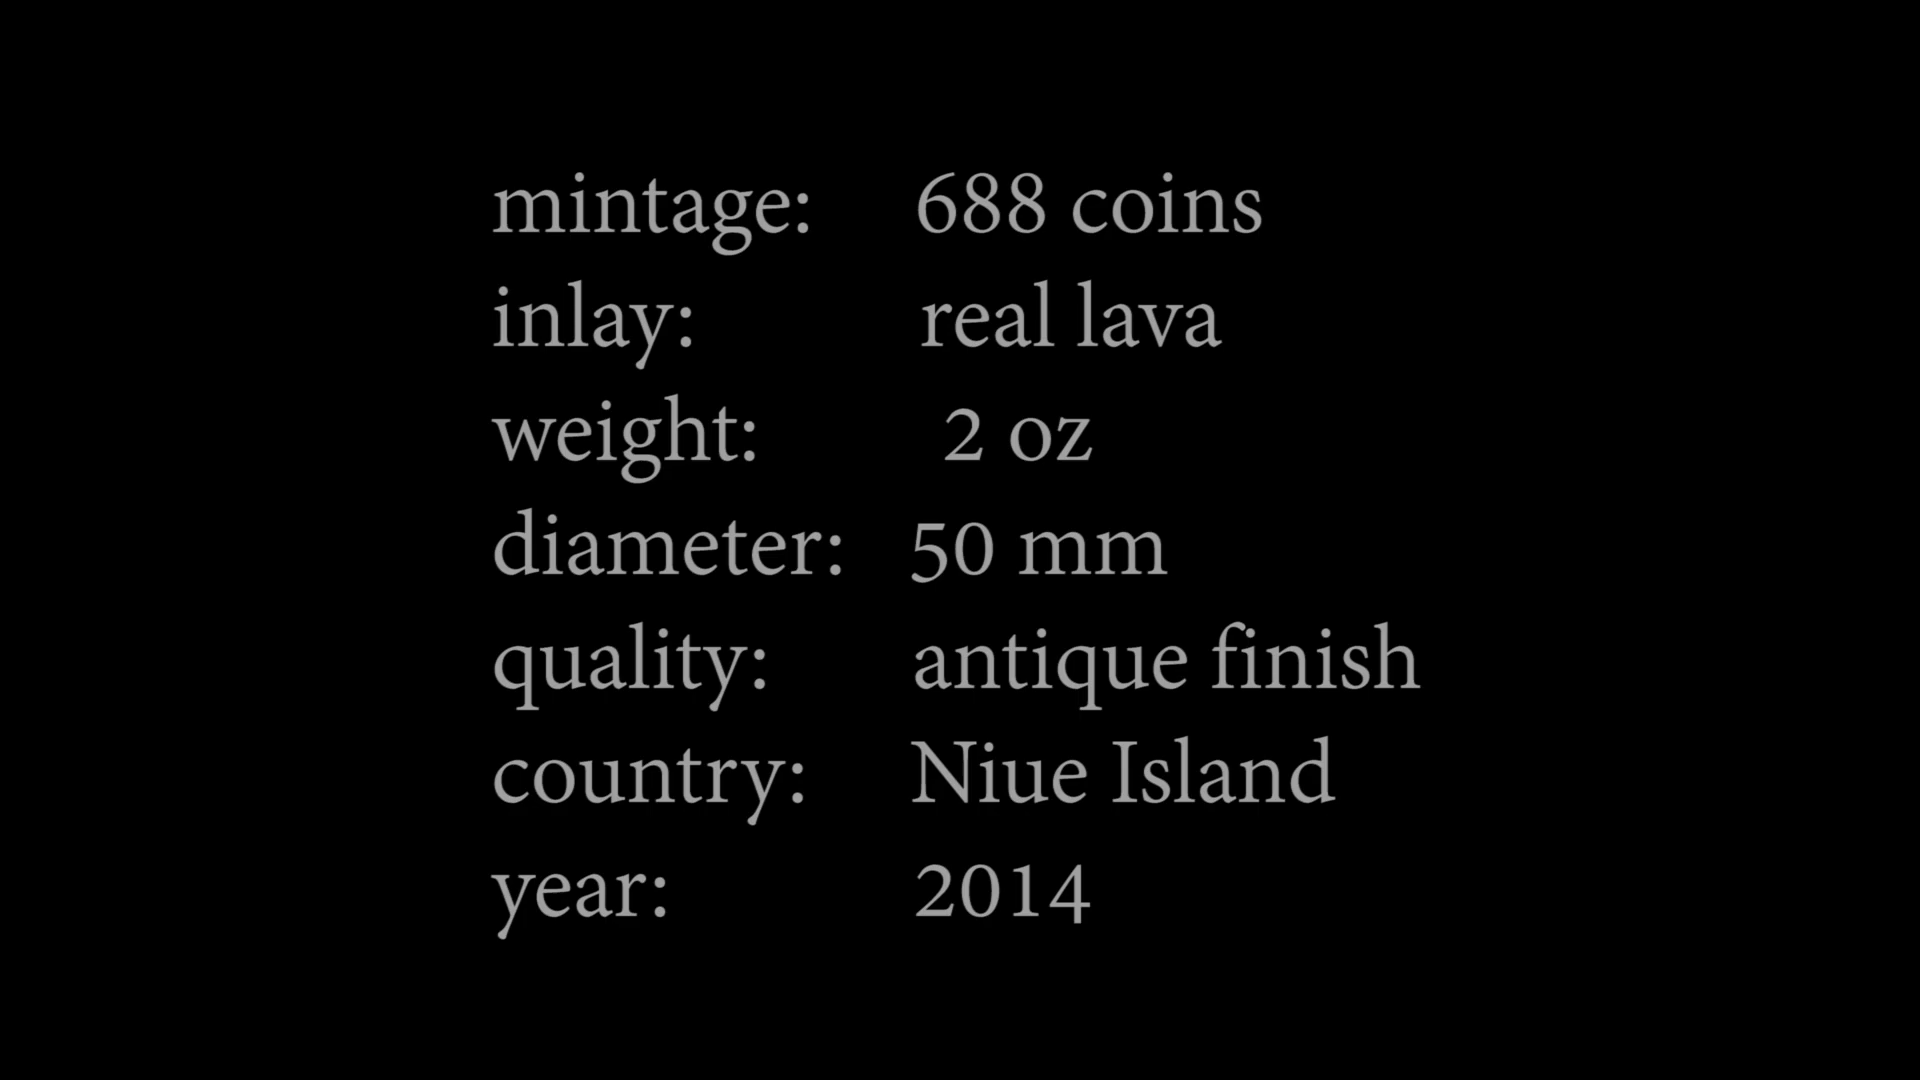 mintage: 688 coins
inlay: real lava
weight: 2 oz
diameter: 50 mm
quality: antique finish
country: Niue Island
year: 2014